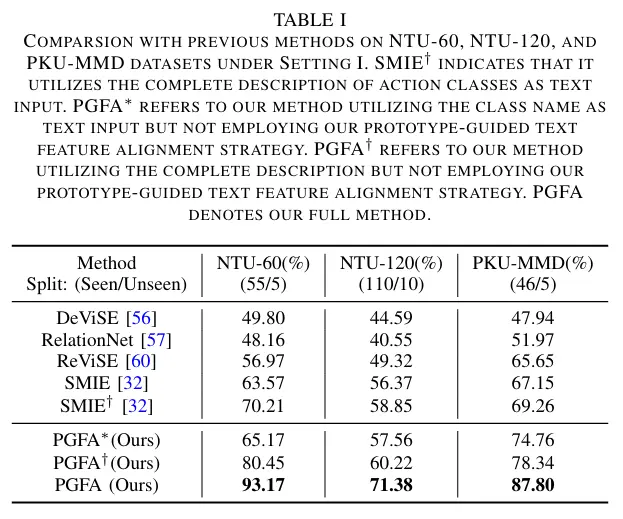 TABLE I
COMPARSION WITH PREVIOUS METHODS ON NTU-60, NTU-120, AND
PKU-MMD DATASETS UNDER SETTING I. SMIE† INDICATES THAT IT
UTILIZES THE COMPLETE DESCRIPTION OF ACTION CLASSES AS TEXT
INPUT. PGFA* REFERS TO OUR METHOD UTILIZING THE CLASS NAME AS
TEXT INPUT BUT NOT EMPLOYING OUR PROTOTYPE-GUIDED TEXT
FEATURE ALIGNMENT STRATEGY. PGFA† REFERS TO OUR METHOD
UTILIZING THE COMPLETE DESCRIPTION BUT NOT EMPLOYING OUR
PROTOTYPE-GUIDED TEXT FEATURE ALIGNMENT STRATEGY. PGFA
DENOTES OUR FULL METHOD.
Method NTU-60(%) NTU-120(%) PKU-MMD(%)
Split: (Seen/Unseen) (55/5) (110/10) (46/5)
DeViSE [56] 49.80 44.59 47.94
RelationNet [57] 48.16 40.55 51.97
ReViSE [60] 56.97 49.32 65.65
SMIE [32] 63.57 56.37 67.15
SMIE† [32] 70.21 58.85 69.26
PGFA*(Ours) 65.17 57.56 74.76
PGFA†(Ours) 80.45 60.22 78.34
PGFA (Ours) 93.17 71.38 87.80